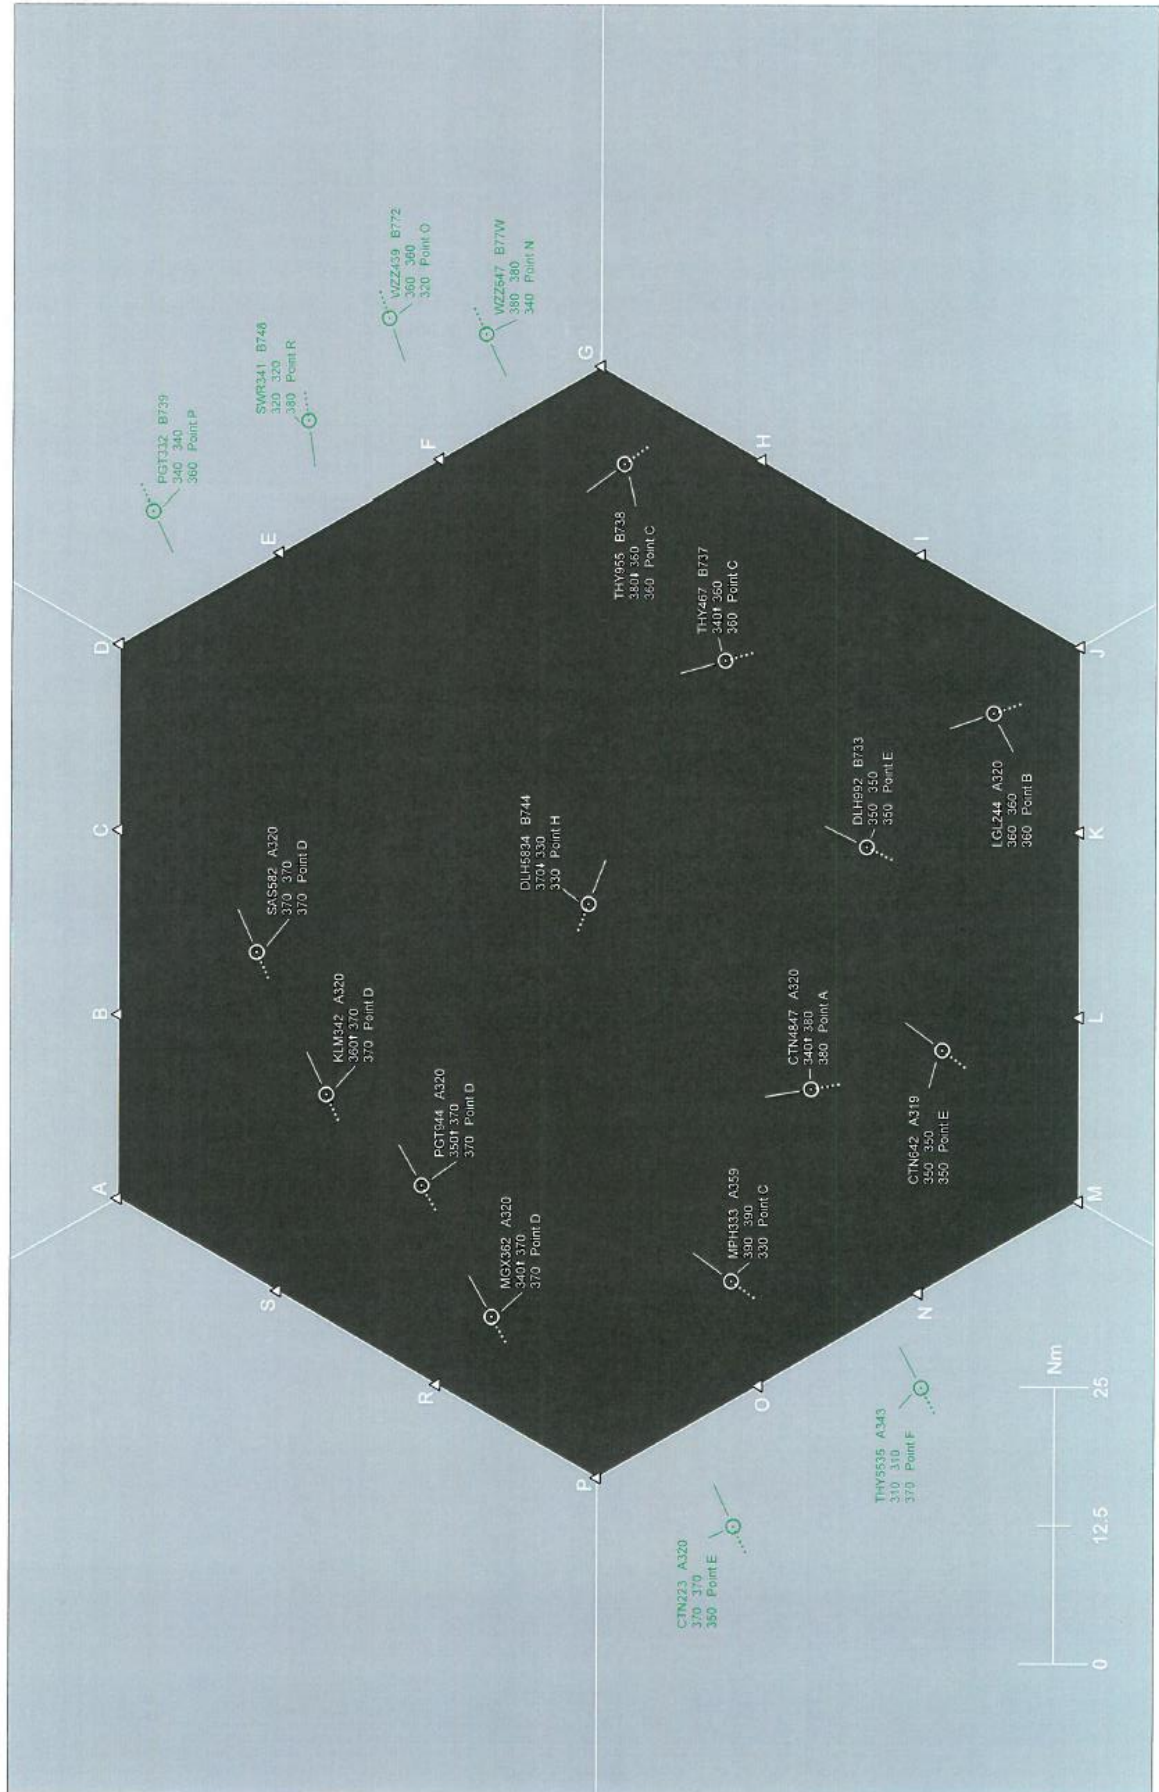 D
C
B
A
PGT332 B739
340 340
360 Point P
SWR341 B748
320 320
380 Point R
WZZ439 B772
360 360
320 Point O
WZZ647 B77W
380 380
340 Point N
E
F
G
H
I
J
K
L
M
N
O
P
R
S
SAS582 A320
370 370
370 Point D
KLM342 A320
360⬆ 370
370 Point D
PGT944 A320
350⬆ 370
370 Point D
MGX362 A320
340⬆ 370
370 Point D
DLH5834 B744
370⬇ 330
330 Point H
THY955 B738
380⬇ 360
360 Point C
THY467 B737
340⬆ 360
360 Point C
DLH992 B733
350 350
350 Point E
LGL244 A320
360 360
360 Point B
CTN4847 A320
340⬆ 380
380 Point A
CTN642 A319
350 350
350 Point E
MPH333 A359
390 390
330 Point C
CTN223 A320
370 370
Point E
THY5535 A343
310 310
370 Point F
Nm
0
12.5
25